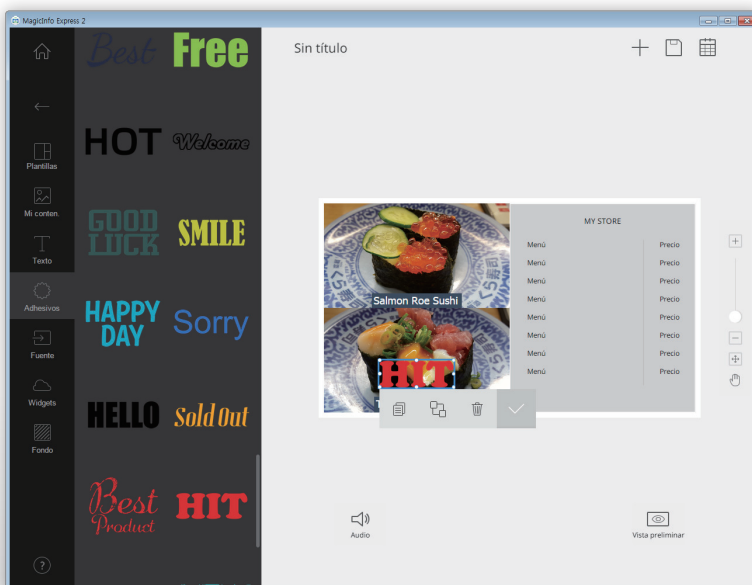 MagicInfo Express 2
Best
Free
HOT
Welcome
GOOD
LUCK
SMILE
HAPPY
DAY
Sorry
HELLO
Sold Out
Best
Product
HIT
Plantillas
Mi conten.
Texto
Adhesivos
Fuente
Widgets
Fondo
?
Sin título
Salmon Roe Sushi
HIT
MY STORE
Menú Precio
Menú Precio
Menú Precio
Menú Precio
Menú Precio
Menú Precio
Menú Precio
Menú Precio
Audio
Vista preliminar